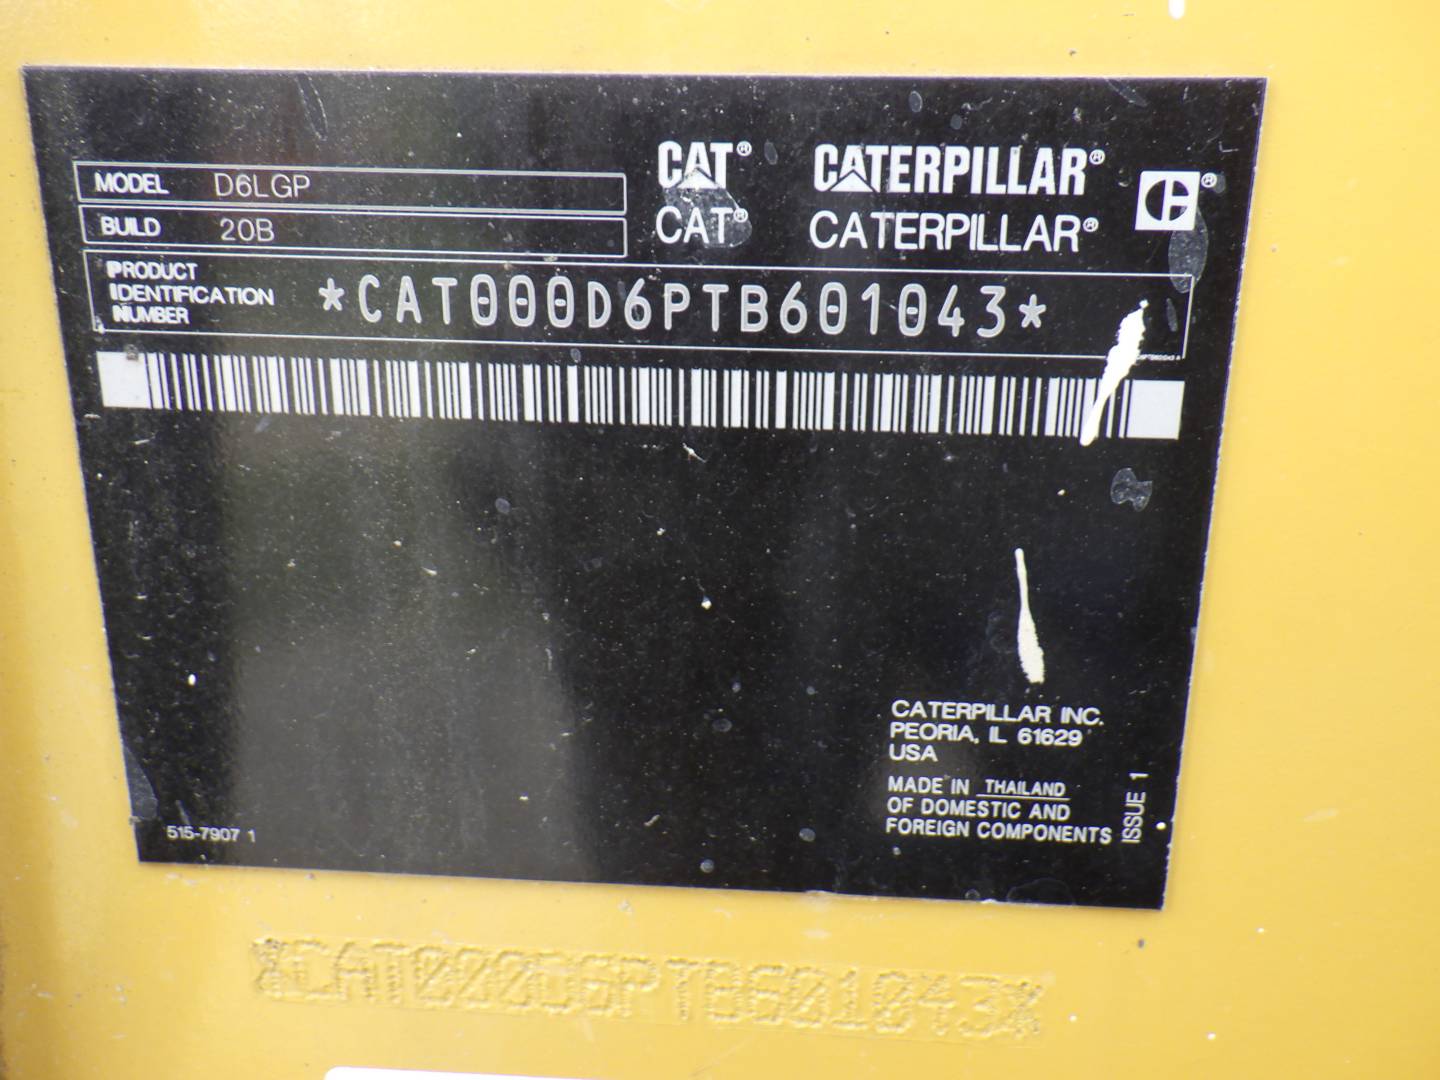 MODEL D6LGP
BUILD 20B
CAT® CATERPILLAR® ®
CAT® CATERPILLAR®
PRODUCT
IDENTIFICATION
NUMBER
*CAT000D6PTB601043*
CATERPILLAR INC.
PEORIA, IL 61629
USA
MADE IN THAILAND
OF DOMESTIC AND
FOREIGN COMPONENTS
ISSUE 1
515-7907 1
*CAT000D6PTB601043*